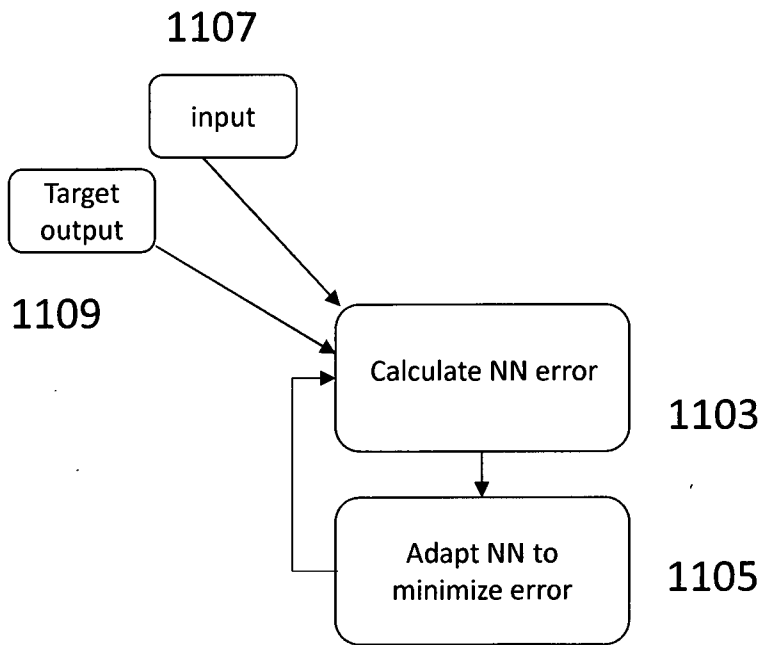 1107
input
Target
output
1109
Calculate NN error
1103
Adapt NN to
minimize error
1105